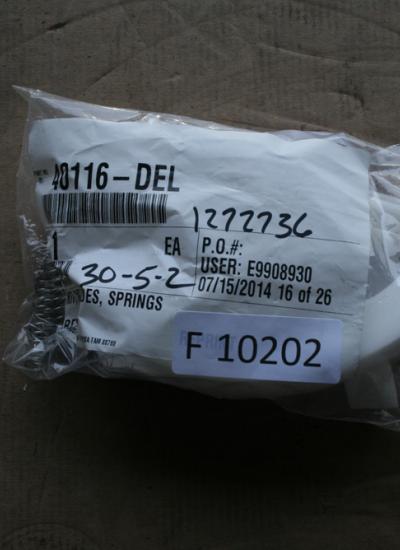 40116-DEL
1272736
1 EA P.O.#:
30-5-2 USER: E9908930
07/15/2014 16 of 26
DES, SPRINGS
F 10202